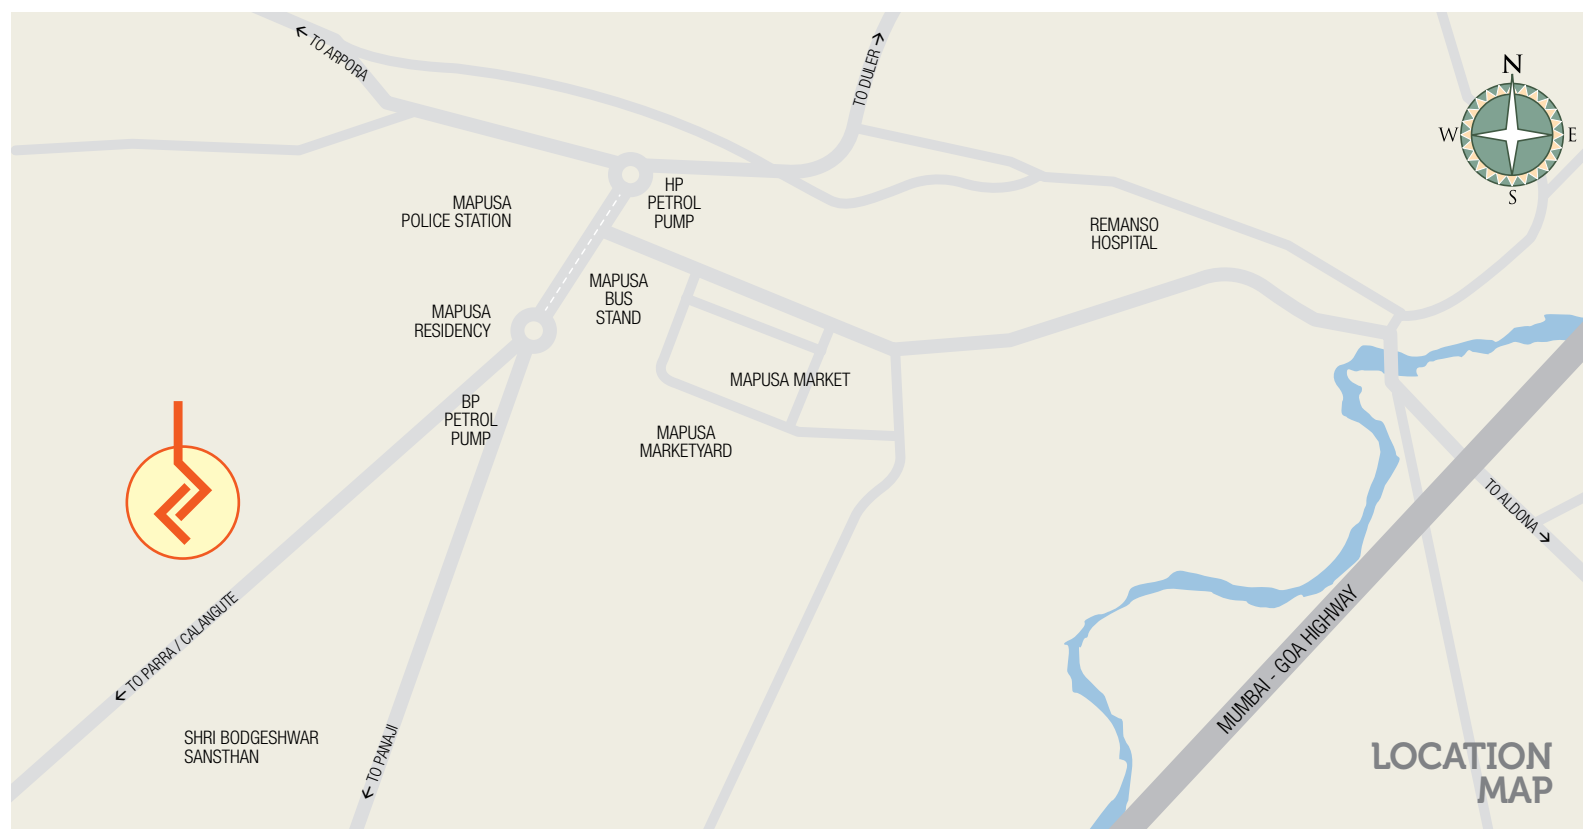 ← TO ARPORA
TO DULER →
N
W
E
S
MAPUSA
POLICE STATION
HP
PETROL
PUMP
REMANSO
HOSPITAL
MAPUSA
BUS
STAND
MAPUSA
RESIDENCY
MAPUSA MARKET
BP
PETROL
PUMP
MAPUSA
MARKETYARD
TO ALDONA →
← TO PARRA / CALANGUTE
MUMBAI - GOA HIGHWAY
SHRI BODGESHWAR
SANSTHAN
← TO PANAJI
LOCATION
MAP